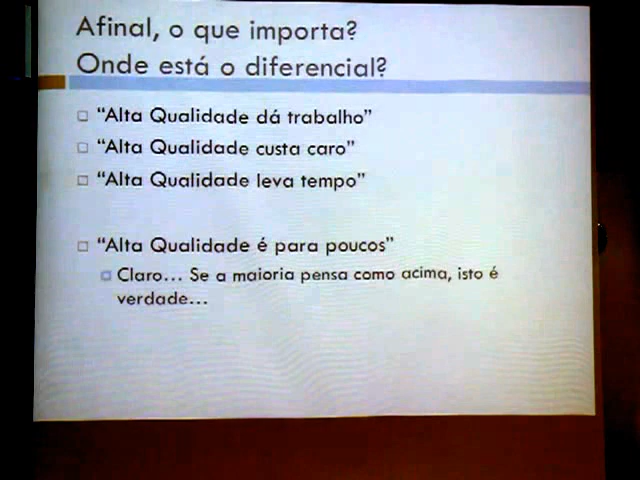 Afinal, o que importa?
Onde está o diferencial?
“Alta Qualidade dá trabalho”
“Alta Qualidade custa caro”
“Alta Qualidade leva tempo”
“Alta Qualidade é para poucos”
Claro... Se a maioria pensa como acima, isto é
verdade...